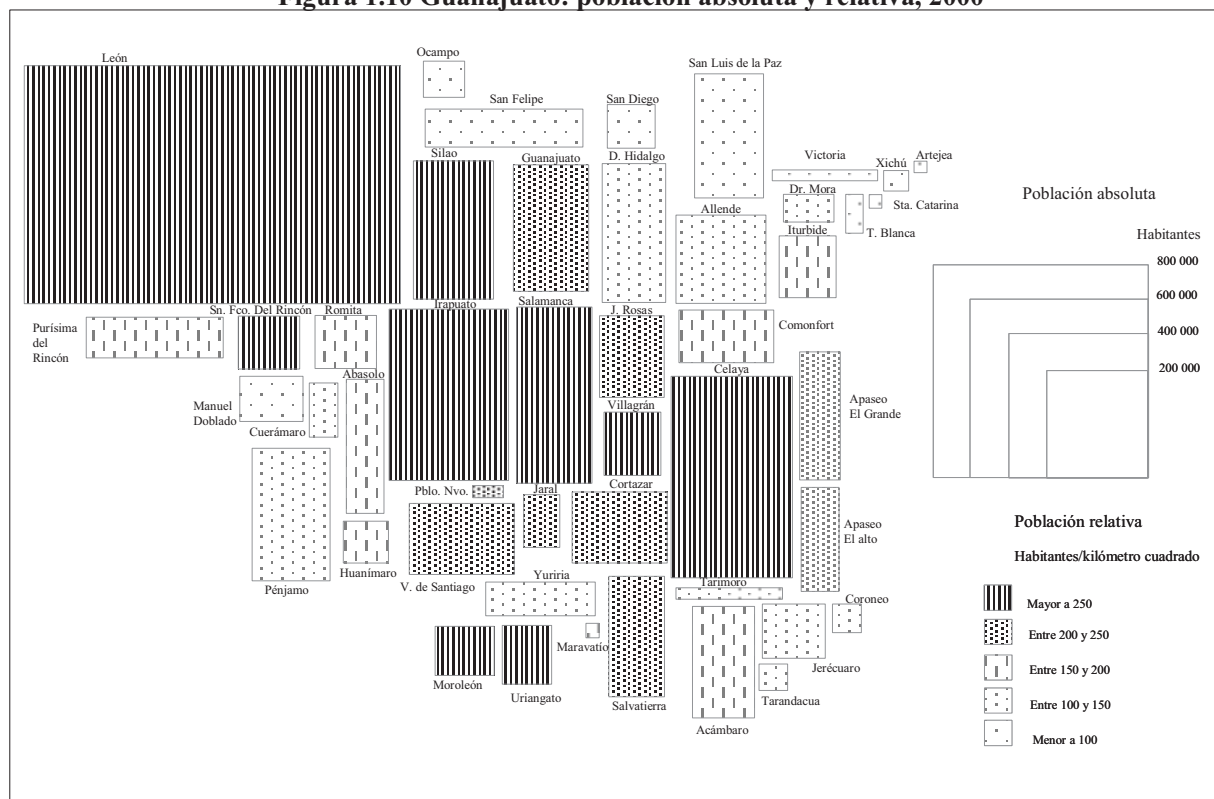 Figura 1.10 Guanajuato: población absoluta y relativa, 2000
León
Ocampo
San Luis de la Paz
San Felipe
San Diego
Silao
Guanajuato
D. Hidalgo
Victoria
Xichú
Artejea
Dr. Mora
Sta. Catarina
T. Blanca
Allende
Iturbide
Población absoluta
Habitantes
800 000
600 000
400 000
200 000
Purísima
del
Rincón
Sn. Fco. Del Rincón
Romita
Irapuato
Salamanca
J. Rosas
Comonfort
Abasolo
Celaya
Manuel
Doblado
Cuerámaro
Villagrán
Apaseo
El Grande
Pblo. Nvo.
Jaral
Cortazar
Apaseo
El alto
Pénjamo
Huanímaro
V. de Santiago
Yuriria
Tarimoro
Coroneo
Maravatío
Jerécuaro
Moroleón
Uriangato
Salvatierra
Tarandacua
Acámbaro
Población relativa
Habitantes/kilómetro cuadrado
Mayor a 250
Entre 200 y 250
Entre 150 y 200
Entre 100 y 150
Menor a 100